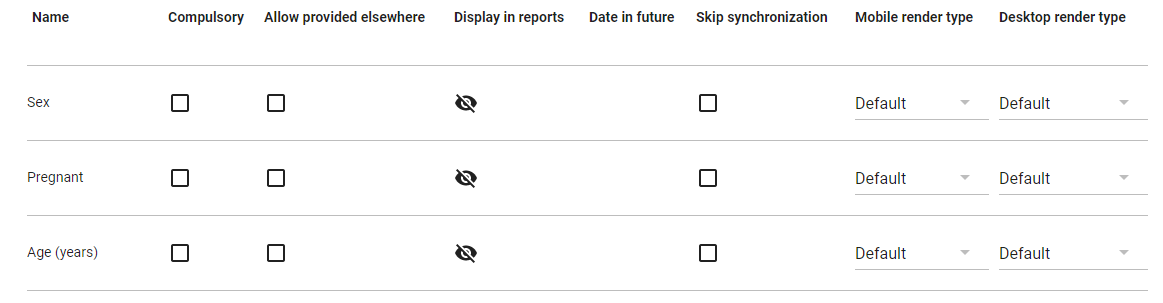 Name Compulsory Allow provided elsewhere Display in reports Date in future Skip synchronization Mobile render type Desktop render type
Sex Default Default
Pregnant Default Default
Age (years) Default Default